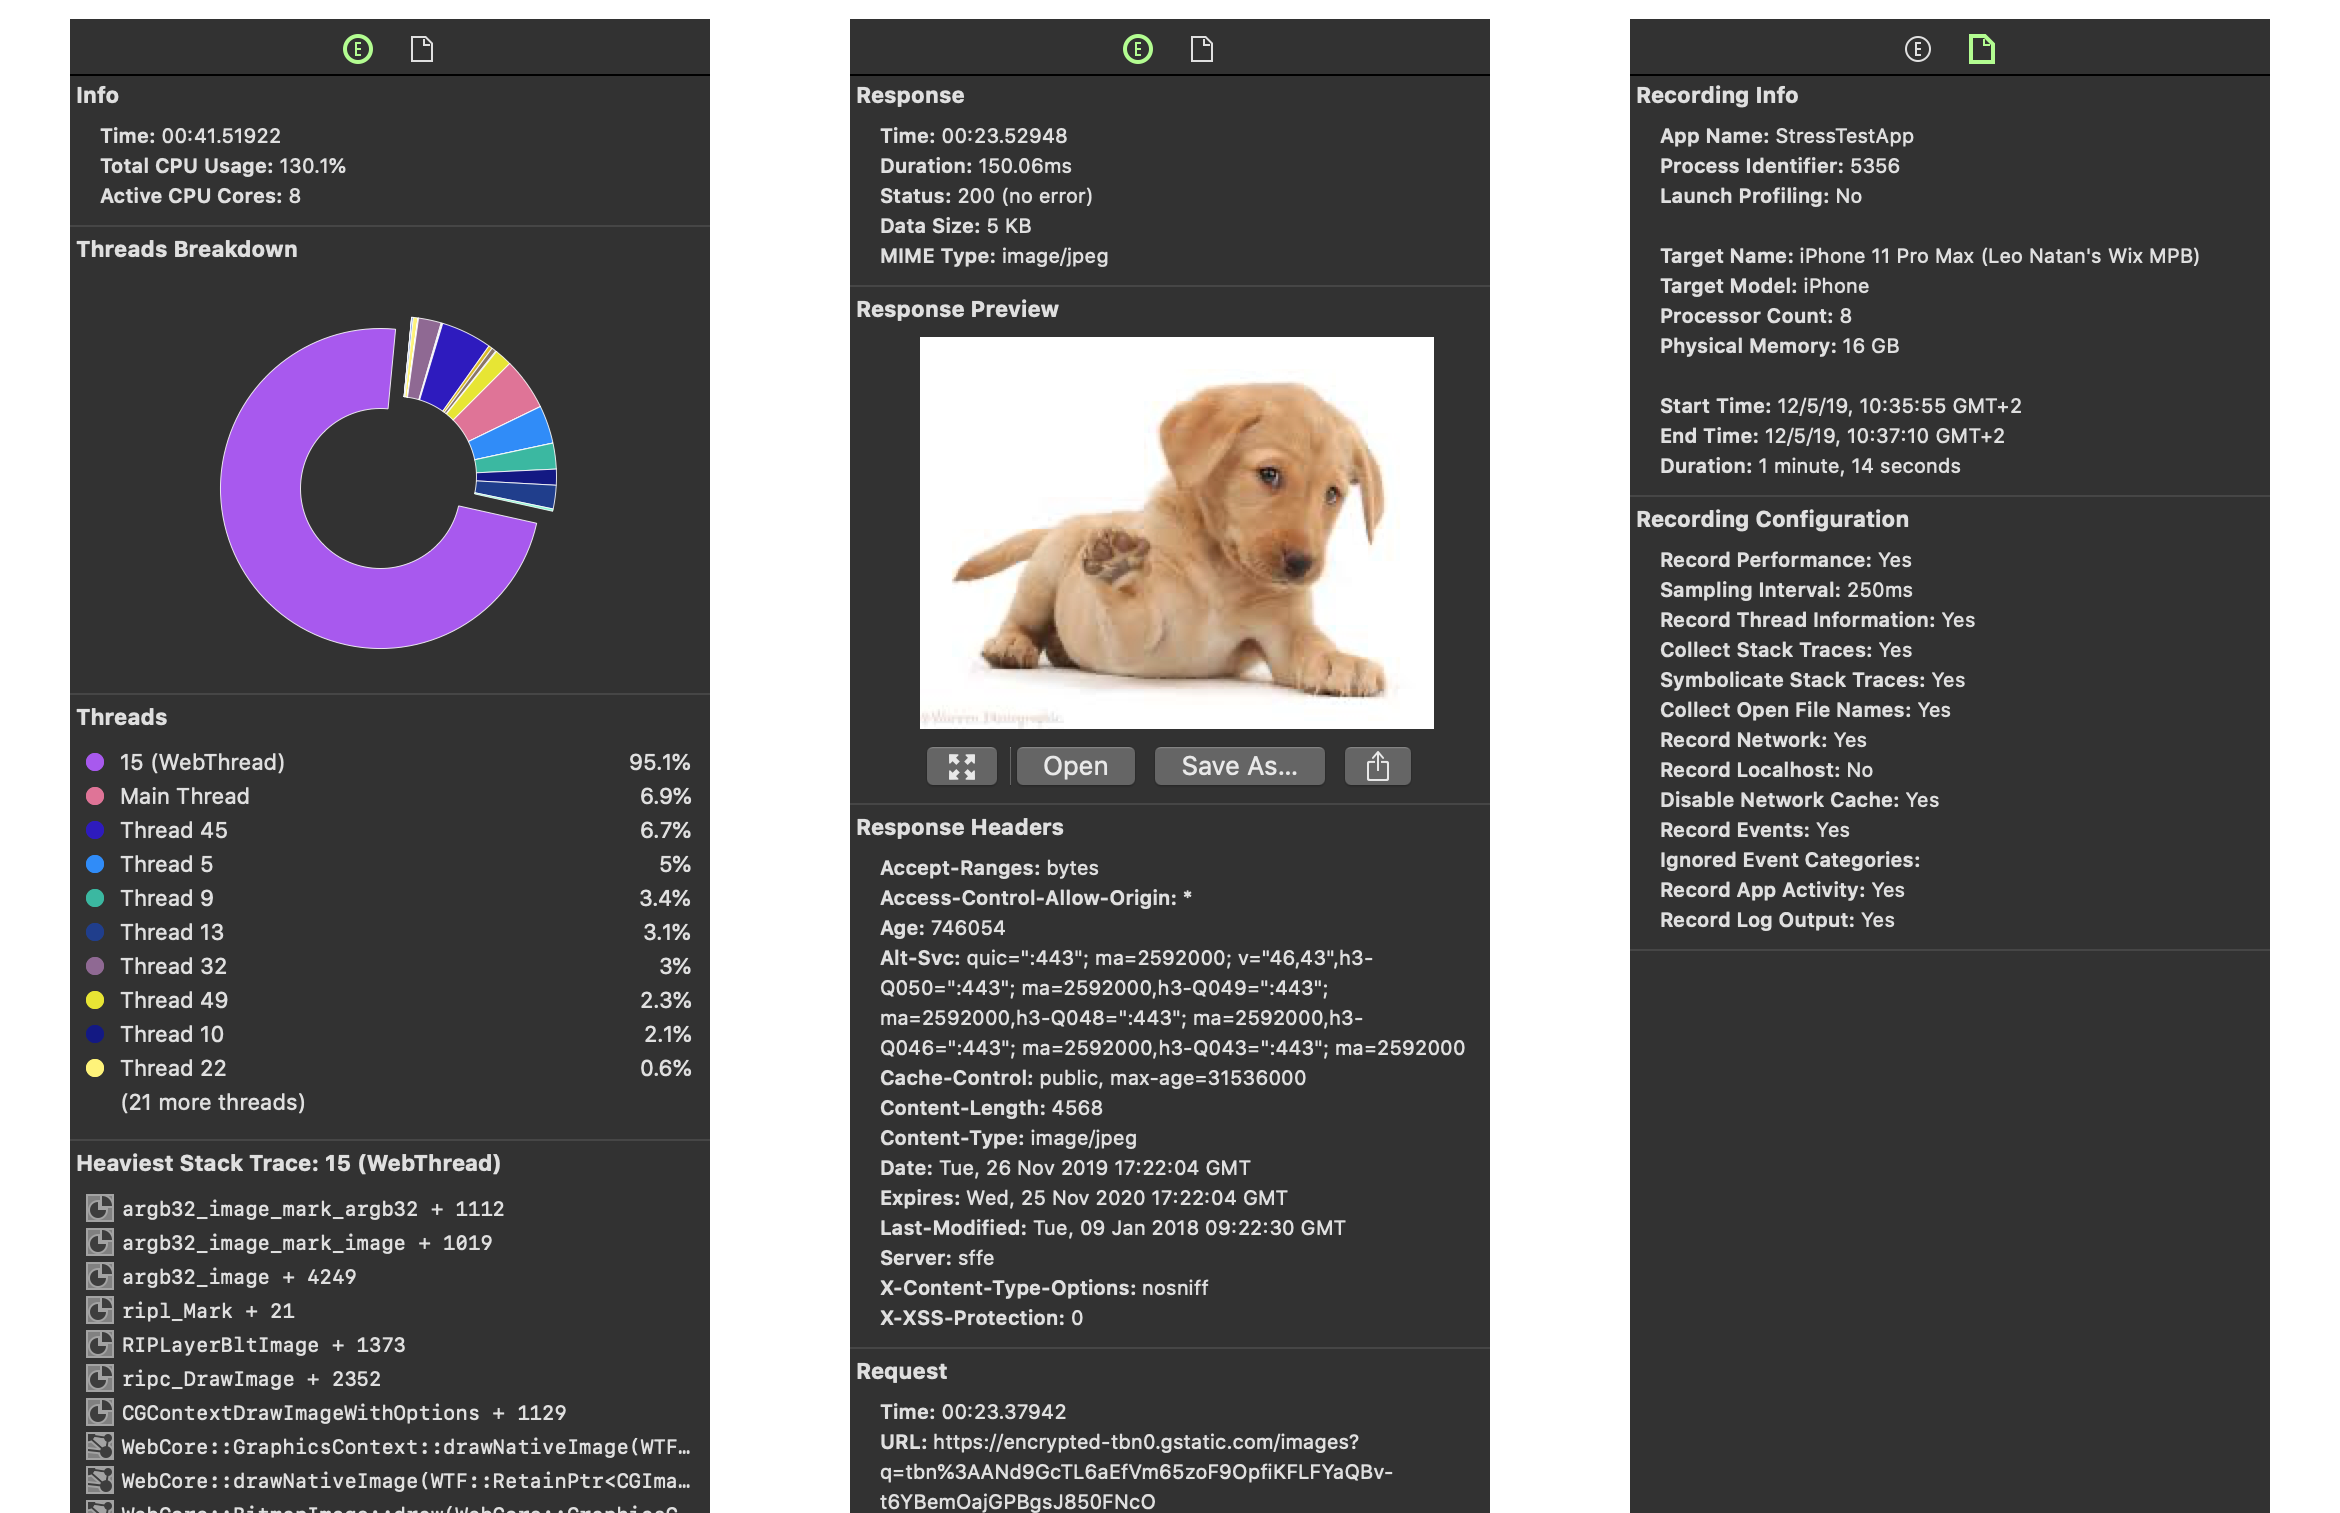 E
Info
Time: 00:41.51922
Total CPU Usage: 130.1%
Active CPU Cores: 8
Threads Breakdown
Threads
15 (WebThread) 95.1%
Main Thread 6.9%
Thread 45 6.7%
Thread 5 5%
Thread 9 3.4%
Thread 13 3.1%
Thread 32 3%
Thread 49 2.3%
Thread 10 2.1%
Thread 22 0.6%
(21 more threads)
Heaviest Stack Trace: 15 (WebThread)
argb32_image_mark_argb32 + 1112
argb32_image_mark_image + 1019
argb32_image + 4249
ripl_Mark + 21
RIPLayerBltImage + 1373
ripc_DrawImage + 2352
CGContextDrawImageWithOptions + 1129
WebCore::GraphicsContext::drawNativeImage(WTF…
WebCore::drawNativeImage(WTF::RetainPtr<CGIma…
E
Response
Time: 00:23.52948
Duration: 150.06ms
Status: 200 (no error)
Data Size: 5 KB
MIME Type: image/jpeg
Response Preview
Open
Save As...
Response Headers
Accept-Ranges: bytes
Access-Control-Allow-Origin: *
Age: 746054
Alt-Svc: quic=":443"; ma=2592000; v="46,43",h3-
Q050=":443"; ma=2592000,h3-Q049=":443";
ma=2592000,h3-Q048=":443"; ma=2592000,h3-
Q046=":443"; ma=2592000,h3-Q043=":443"; ma=2592000
Cache-Control: public, max-age=31536000
Content-Length: 4568
Content-Type: image/jpeg
Date: Tue, 26 Nov 2019 17:22:04 GMT
Expires: Wed, 25 Nov 2020 17:22:04 GMT
Last-Modified: Tue, 09 Jan 2018 09:22:30 GMT
Server: sffe
X-Content-Type-Options: nosniff
X-XSS-Protection: 0
Request
Time: 00:23.37942
URL: https://encrypted-tbn0.gstatic.com/images?
q=tbn%3AANd9GcTL6aEfVm65zoF9OpfiKFLFYaQBv-
t6YBemOajGPBgsJ850FNcO
E
Recording Info
App Name: StressTestApp
Process Identifier: 5356
Launch Profiling: No
Target Name: iPhone 11 Pro Max (Leo Natan's Wix MPB)
Target Model: iPhone
Processor Count: 8
Physical Memory: 16 GB
Start Time: 12/5/19, 10:35:55 GMT+2
End Time: 12/5/19, 10:37:10 GMT+2
Duration: 1 minute, 14 seconds
Recording Configuration
Record Performance: Yes
Sampling Interval: 250ms
Record Thread Information: Yes
Collect Stack Traces: Yes
Symbolicate Stack Traces: Yes
Collect Open File Names: Yes
Record Network: Yes
Record Localhost: No
Disable Network Cache: Yes
Record Events: Yes
Ignored Event Categories:
Record App Activity: Yes
Record Log Output: Yes